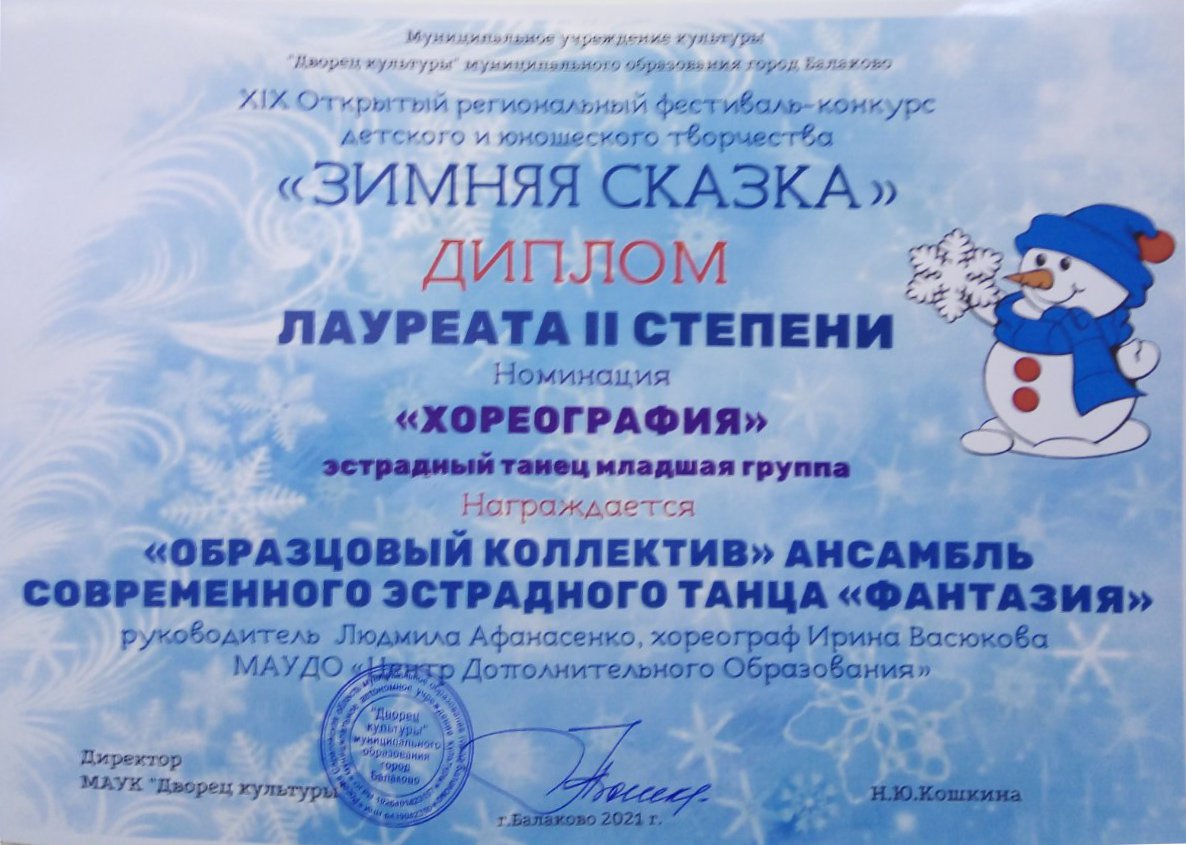 Муниципальное учреждение культуры
"Дворец культуры" муниципального образования город Балаково
XIX Открытый региональный фестиваль-конкурс
детского и юношеского творчества
«ЗИМНЯЯ СКАЗКА»
ДИПЛОМ
ЛАУРЕАТА II СТЕПЕНИ
Номинация
«ХОРЕОГРАФИЯ»
эстрадный танец младшая группа
Награждается
«ОБРАЗЦОВЫЙ КОЛЛЕКТИВ» АНСАМБЛЬ
СОВРЕМЕННОГО ЭСТРАДНОГО ТАНЦА «ФАНТАЗИЯ»
руководитель Людмила Афанасенко, хореограф Ирина Васюкова
МАУДО «Центр Дополнительного Образования»
"Дворец
культуры"
муниципального
образования
город
Балаково
Директор
МАУК "Дворец культуры
Н.Ю.Кошкина
г.Балаково 2021 г.